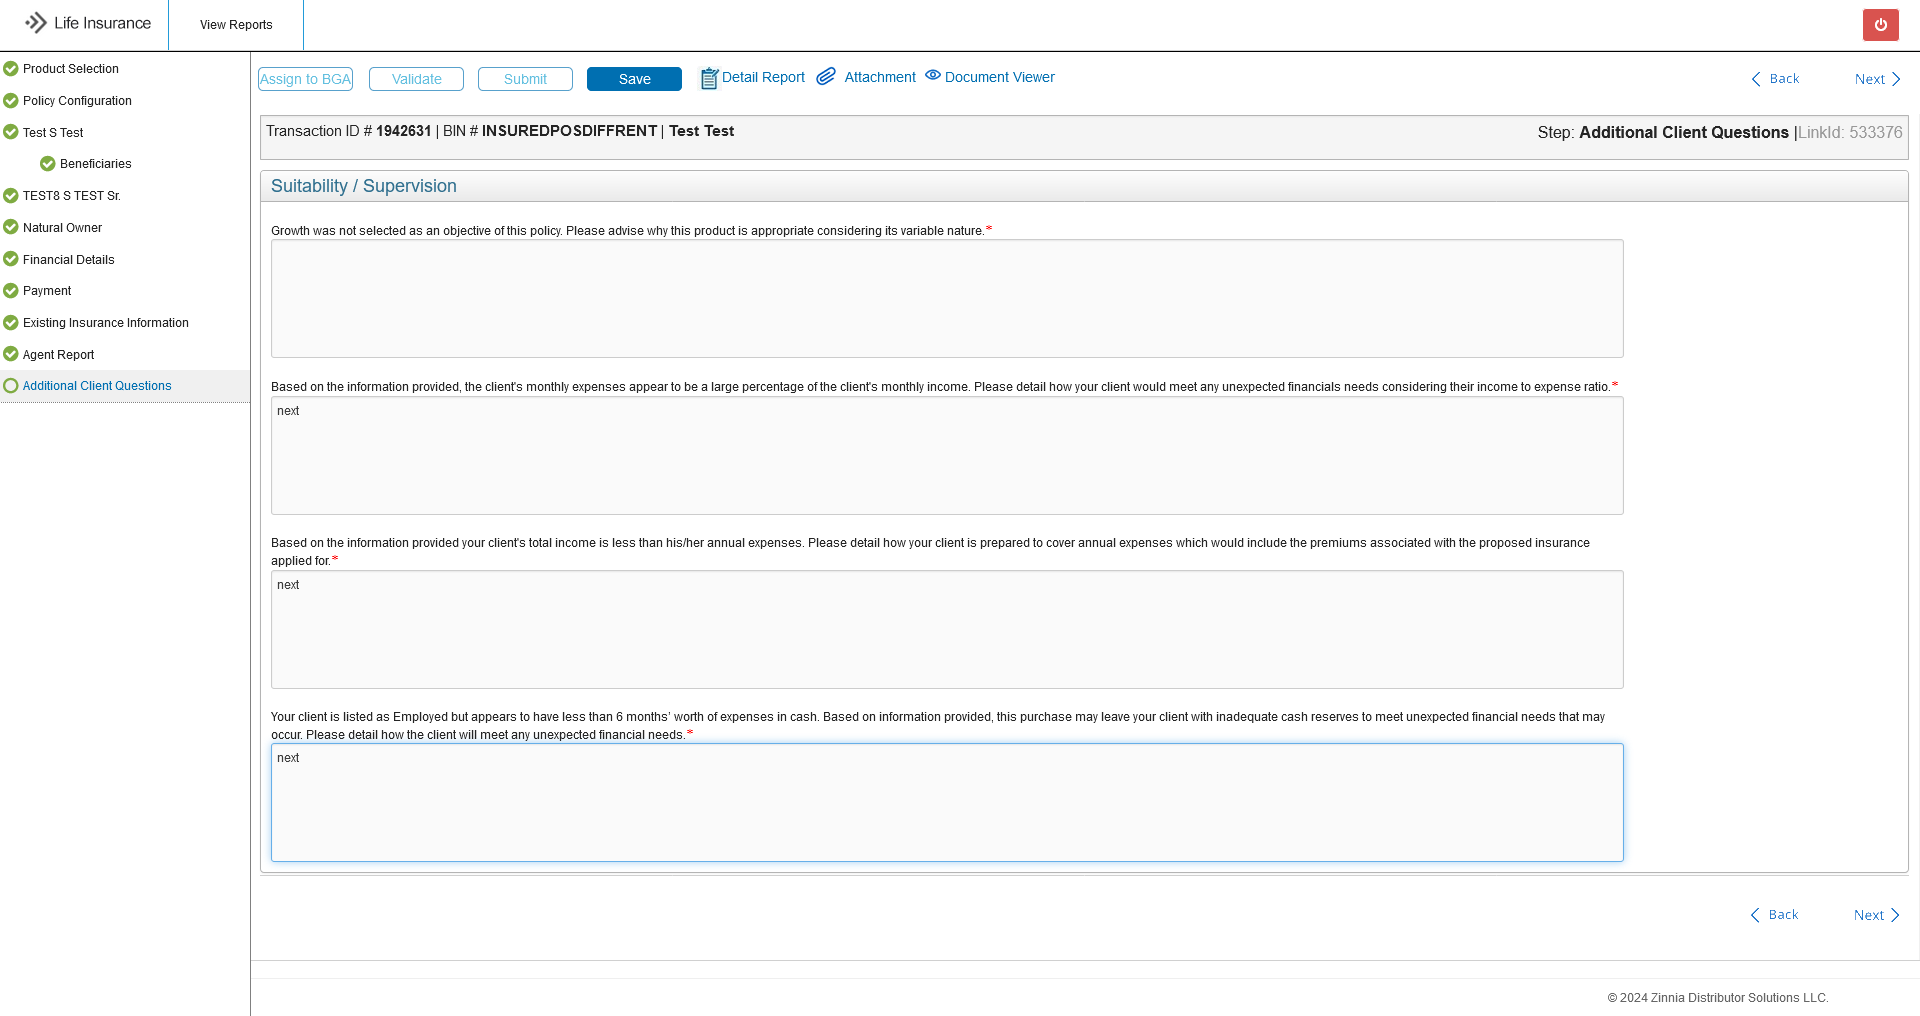 Life Insurance
View Reports
Product Selection
Policy Configuration
Test S Test
Beneficiaries
TEST8 S TEST Sr.
Natural Owner
Financial Details
Payment
Existing Insurance Information
Agent Report
Additional Client Questions
Assign to BGA Validate Submit Save Detail Report Attachment Document Viewer Back Next
Transaction ID # 1942631 | BIN # INSUREDPOSDIFFRENT | Test Test
Step: Additional Client Questions |LinkId: 533376
Suitability / Supervision
Growth was not selected as an objective of this policy. Please advise why this product is appropriate considering its variable nature.*
Based on the information provided, the client's monthly expenses appear to be a large percentage of the client's monthly income. Please detail how your client would meet any unexpected financials needs considering their income to expense ratio.*
next
Based on the information provided your client's total income is less than his/her annual expenses. Please detail how your client is prepared to cover annual expenses which would include the premiums associated with the proposed insurance
applied for.*
next
Your client is listed as Employed but appears to have less than 6 months' worth of expenses in cash. Based on information provided, this purchase may leave your client with inadequate cash reserves to meet unexpected financial needs that may
occur. Please detail how the client will meet any unexpected financial needs.*
next
Back Next
© 2024 Zinnia Distributor Solutions LLC.